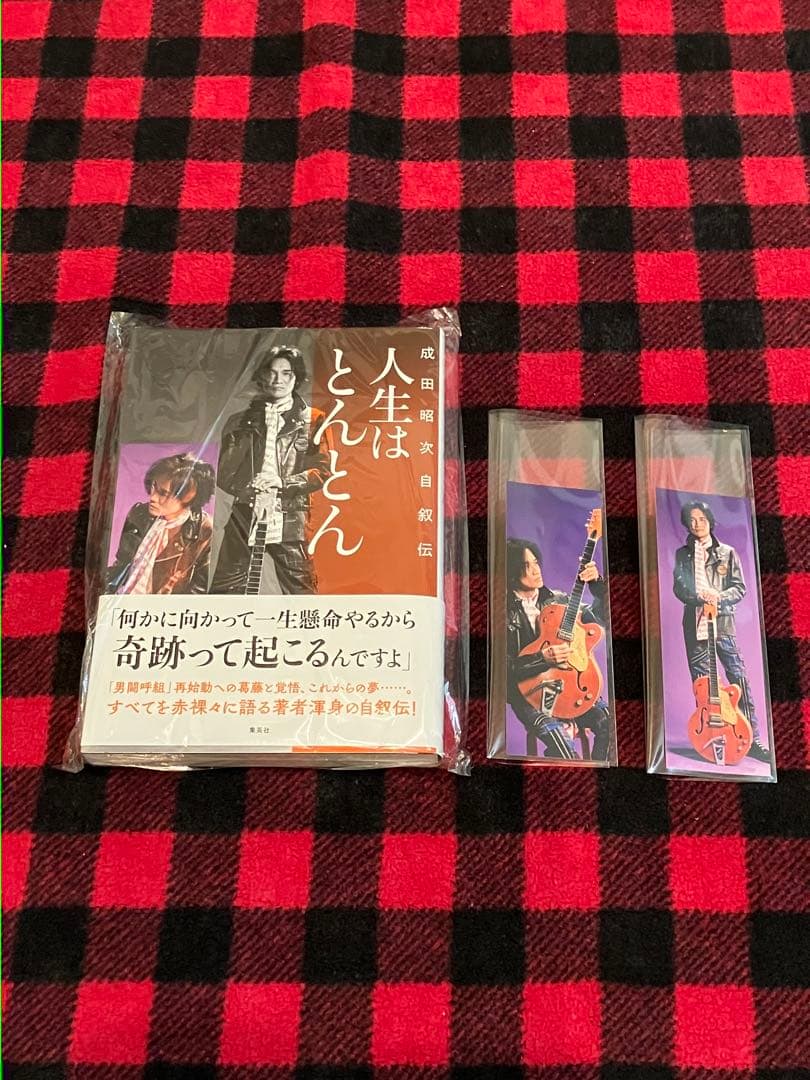 成田昭次自叙伝
人生は
とんとん
「何かに向かって一生懸命やるから
奇跡って起こるんですよ」
「男闘呼組」再始動への葛藤と覚悟、これからの夢……。
すべてを赤裸々に語る著者渾身の自叙伝!
集英社